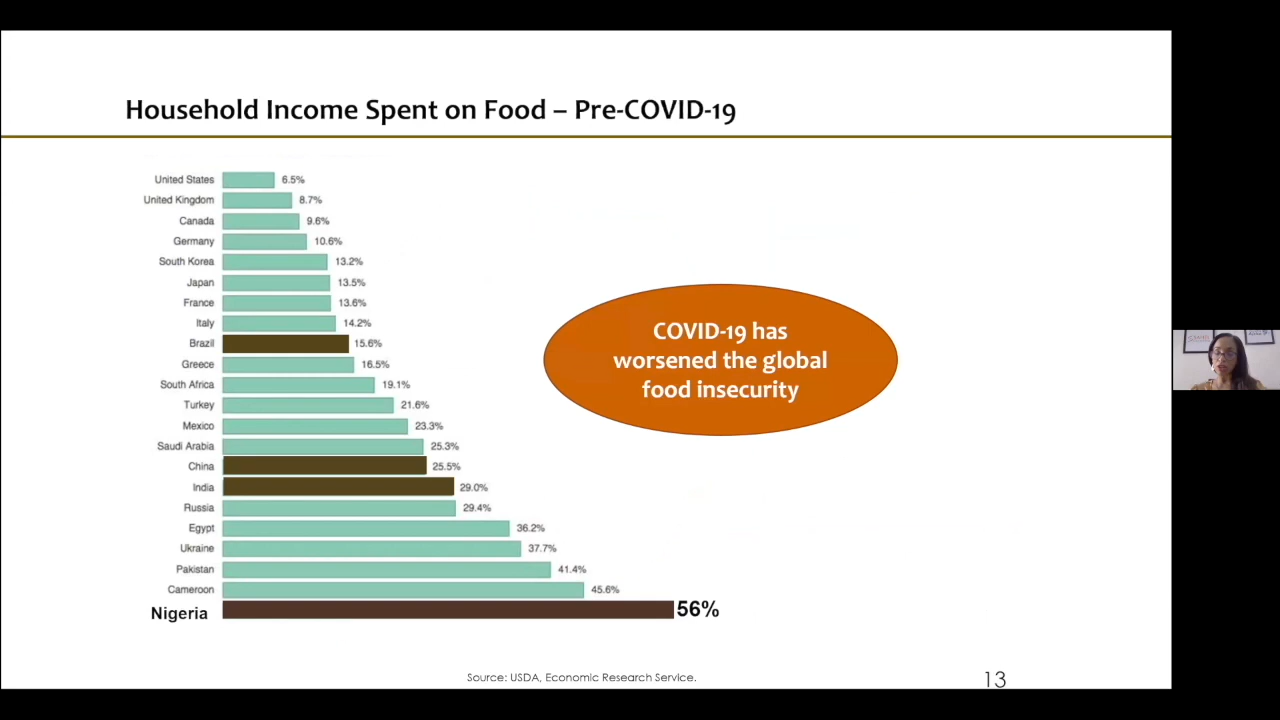 Household Income Spent on Food – Pre-COVID-19
United States 6.5%
United Kingdom 8.7%
Canada 9.6%
Germany 10.6%
South Korea 13.2%
Japan 13.5%
France 13.6%
Italy 14.2%
Brazil 15.6%
Greece 16.5%
South Africa 19.1%
Turkey 21.6%
Mexico 23.3%
Saudi Arabia 25.3%
China 25.5%
India 29.0%
Russia 29.4%
Egypt 36.2%
Ukraine 37.7%
Pakistan 41.4%
Cameroon 45.6%
Nigeria 56%
COVID-19 has
worsened the global
food insecurity
Source: USDA, Economic Research Service.
13